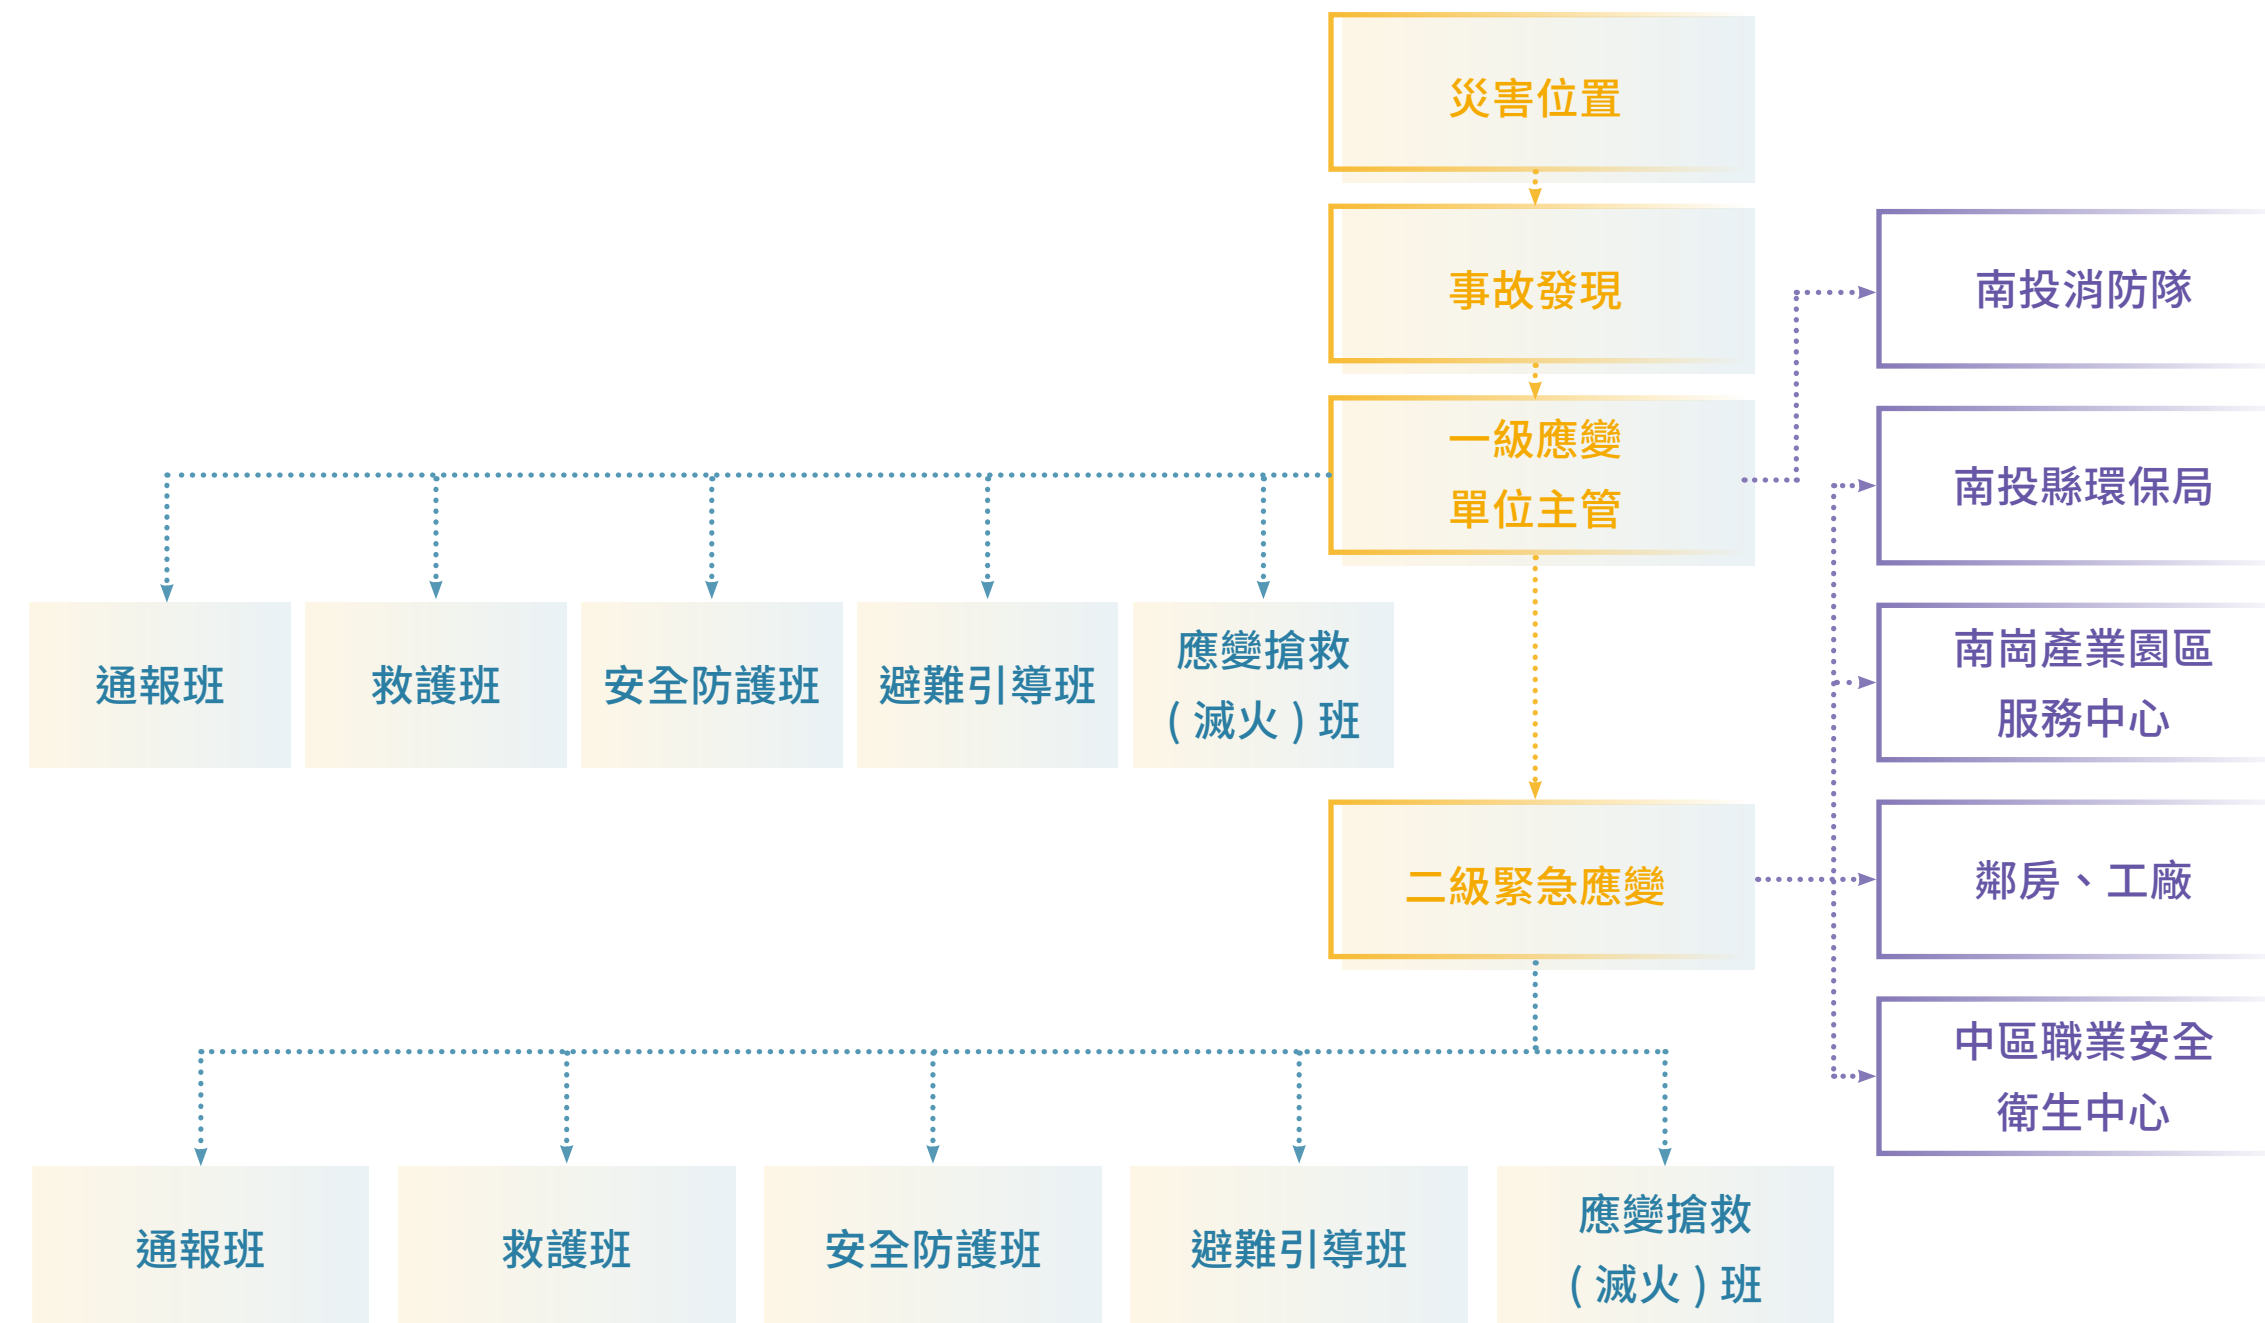 災害位置
事故發現
南投消防隊
一級應變
單位主管
南投縣環保局
通報班
救護班
安全防護班
避難引導班
應變搶救
(滅火)班
南崗產業園區
服務中心
二級緊急應變
鄰房、工廠
中區職業安全
衛生中心
通報班
救護班
安全防護班
避難引導班
應變搶救
(滅火)班